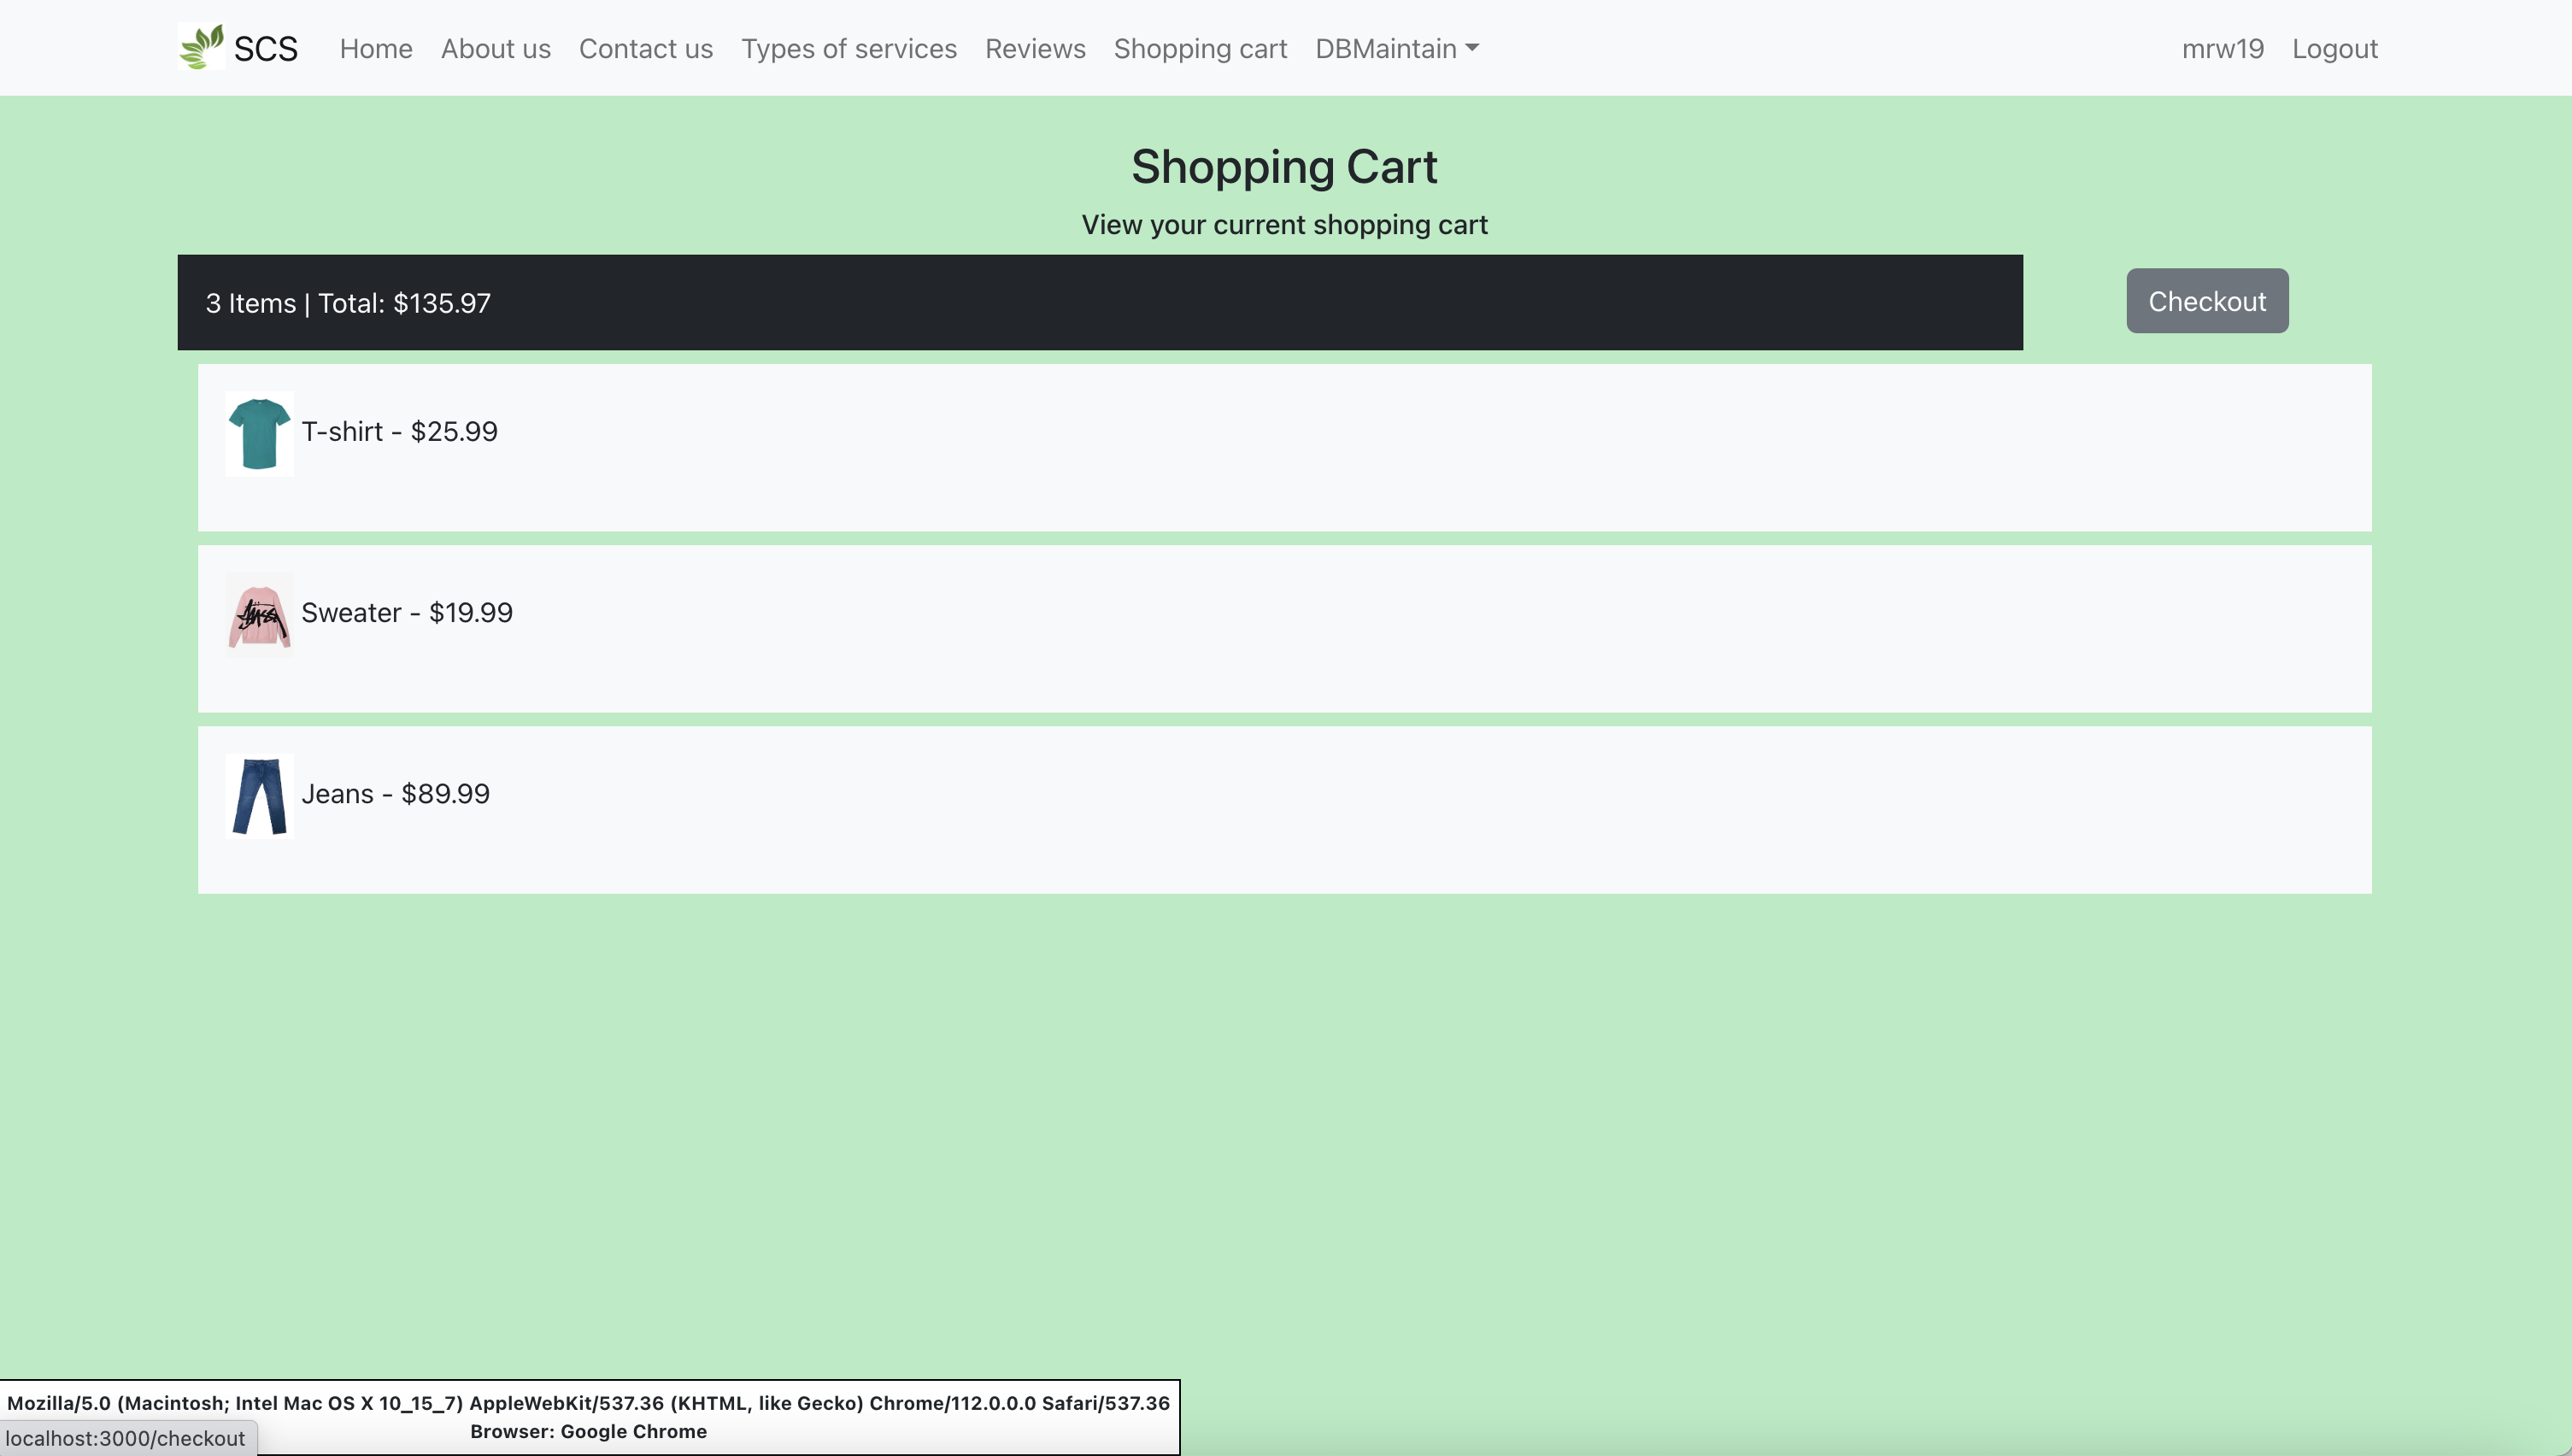 SCS Home About us Contact us Types of services Reviews Shopping cart DBMaintain mrw19 Logout
Shopping Cart
View your current shopping cart
3 Items | Total: $135.97 Checkout
T-shirt - $25.99
Sweater - $19.99
Jeans - $89.99
Mozilla/5.0 (Macintosh; Intel Mac OS X 10_15_7) AppleWebKit/537.36 (KHTML, like Gecko) Chrome/112.0.0.0 Safari/537.36
Browser: Google Chrome
localhost:3000/checkout